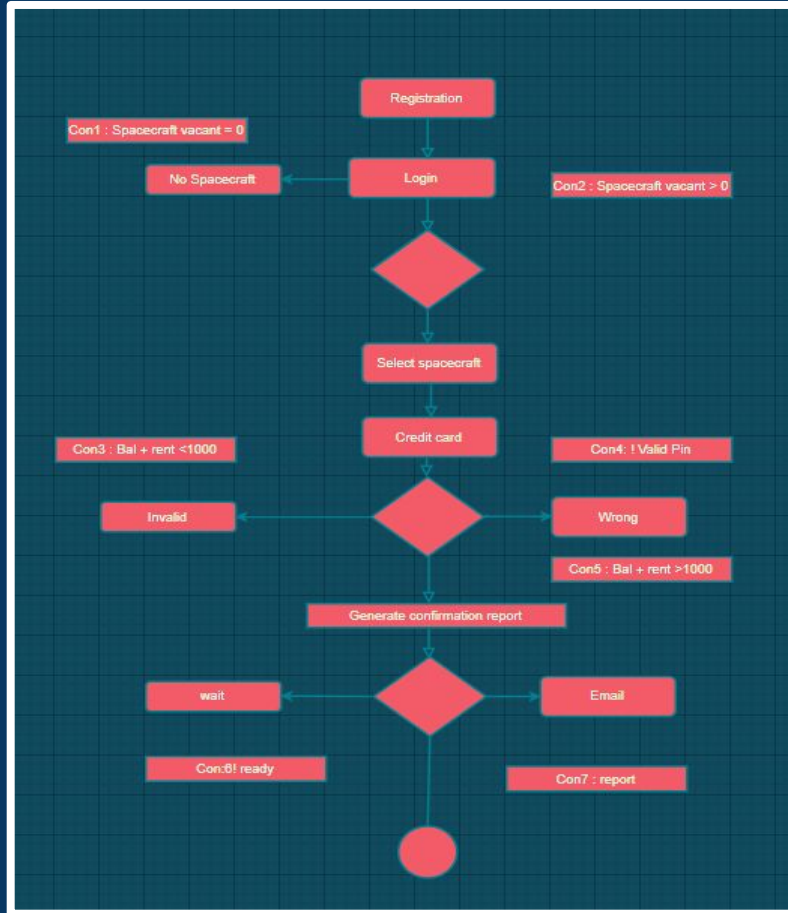 Registration
Con1 : Spacecraft vacant = 0
No Spacecraft
Login
Con2 : Spacecraft vacant > 0
Select spacecraft
Credit card
Con3 : Bal + rent <1000
Con4: ! Valid Pin
Invalid
Wrong
Con5 : Bal + rent >1000
Generate confirmation report
wait
Email
Con:6! ready
Con7 : report